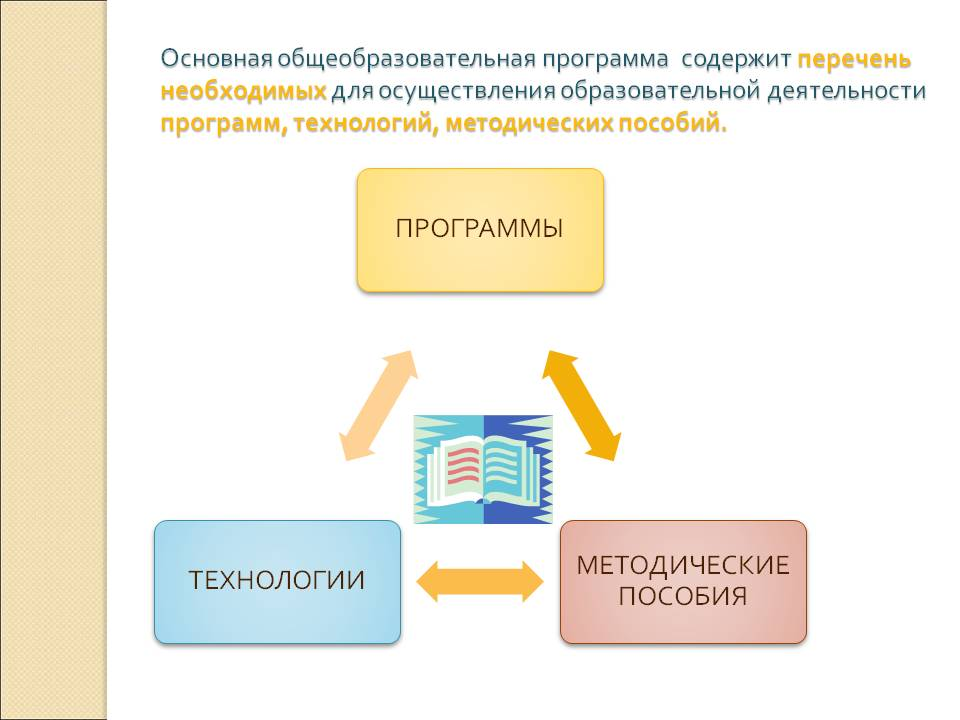 Основная общеобразовательная программа содержит перечень
необходимых для осуществления образовательной деятельности
программ, технологий, методических пособий.
ПРОГРАММЫ
ТЕХНОЛОГИИ
МЕТОДИЧЕСКИЕ
ПОСОБИЯ